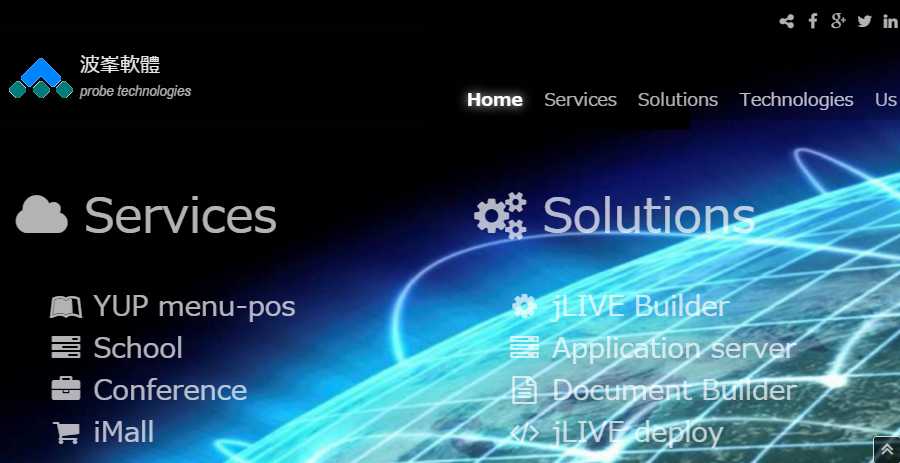 波峯軟體
probe technologies
Home Services Solutions Technologies Us
Services
YUP menu-pos
School
Conference
iMall
Solutions
jLIVE Builder
Application server
Document Builder
jLIVE deploy